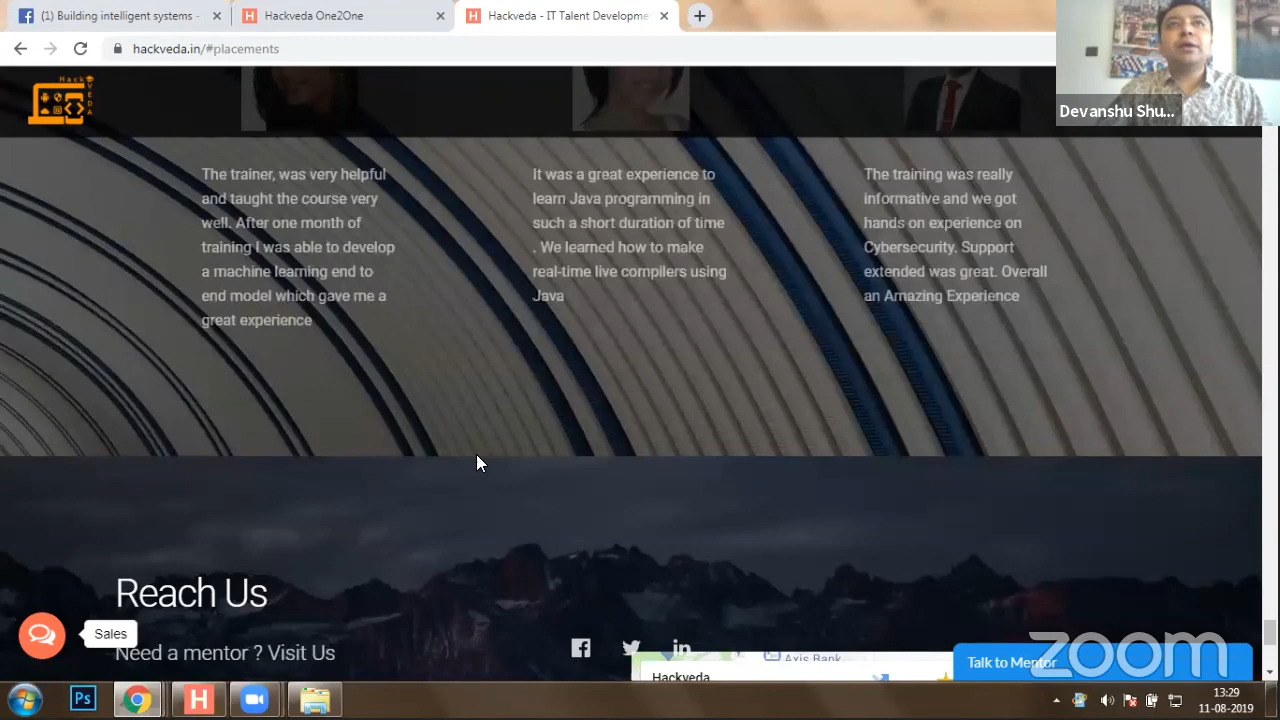 (1) Building intelligent systems -
Hackveda One2One
Hackveda - IT Talent Developme
hackveda.in/#placements
Hack
VEDA
Devanshu Shu...
The trainer, was very helpful
and taught the course very
well. After one month of
training I was able to develop
a machine learning end to
end model which gave me a
great experience
It was a great experience to
learn Java programming in
such a short duration of time
. We learned how to make
real-time live compilers using
Java
The training was really
informative and we got
hands on experience on
Cybersecurity. Support
extended was great. Overall
an Amazing Experience
Reach Us
Sales
Need a mentor ? Visit Us
Axis Bank
Hackveda
Talk to Mentor
zoom
Ps
H
13:29
11-08-2019